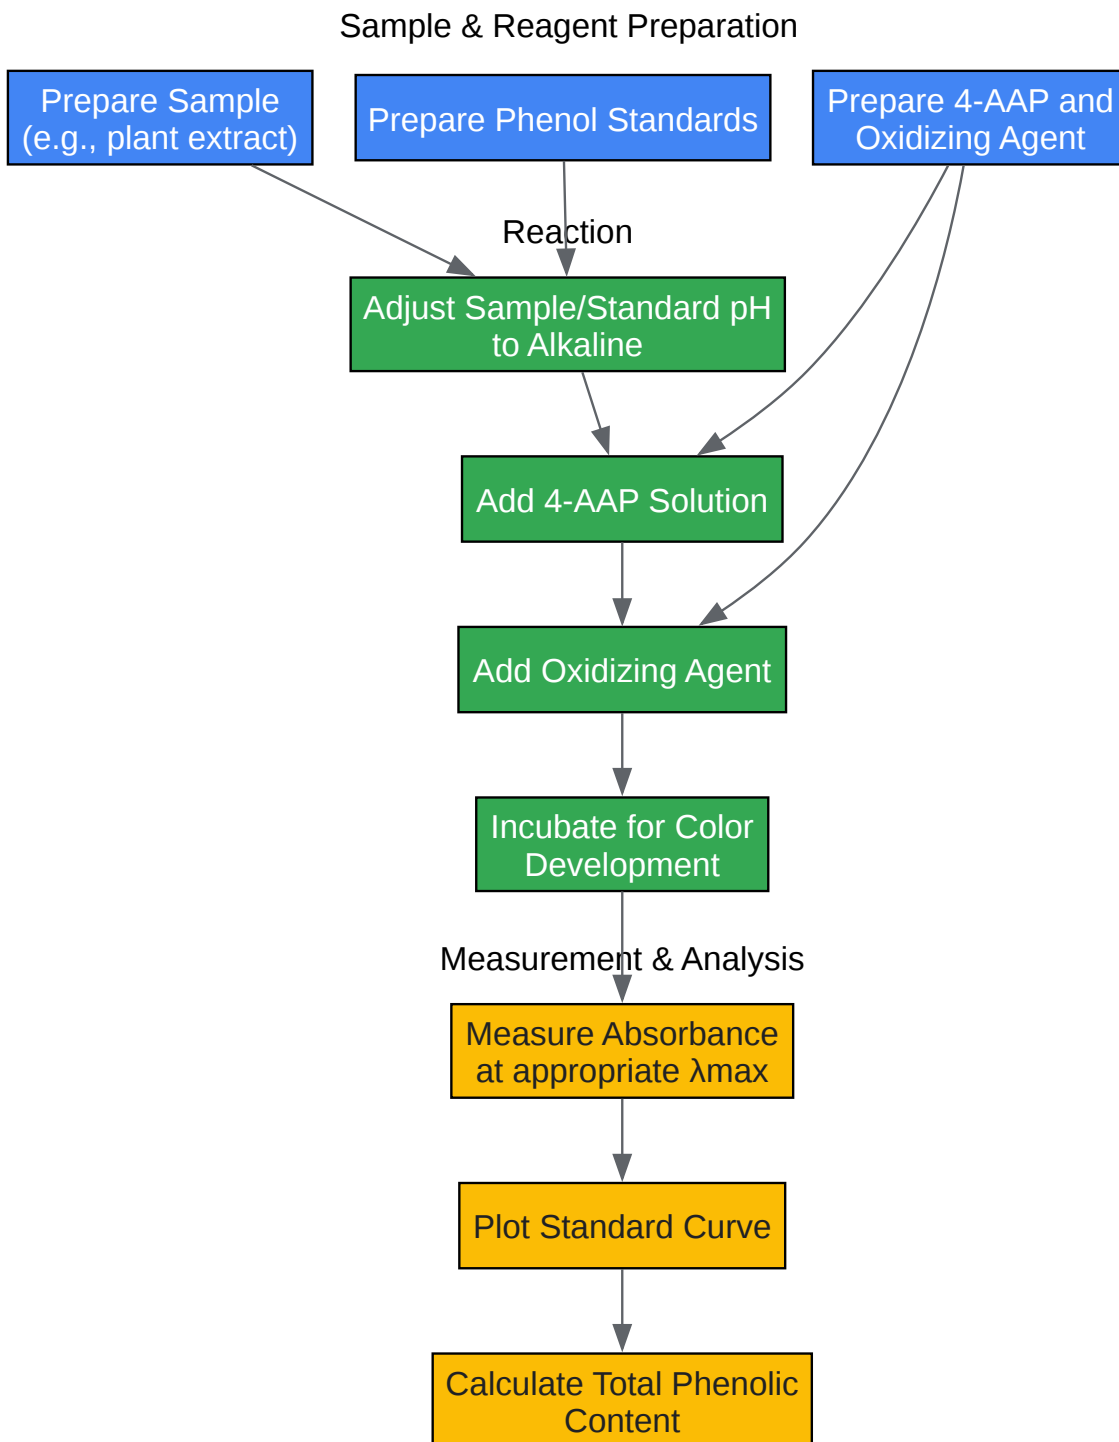 Sample & Reagent Preparation
Prepare Sample
(e.g., plant extract)
Prepare Phenol Standards
Prepare 4-AAP and
Oxidizing Agent
Reaction
Adjust Sample/Standard pH
to Alkaline
Add 4-AAP Solution
Add Oxidizing Agent
Incubate for Color
Development
Measurement & Analysis
Measure Absorbance
at appropriate λmax
Plot Standard Curve
Calculate Total Phenolic
Content